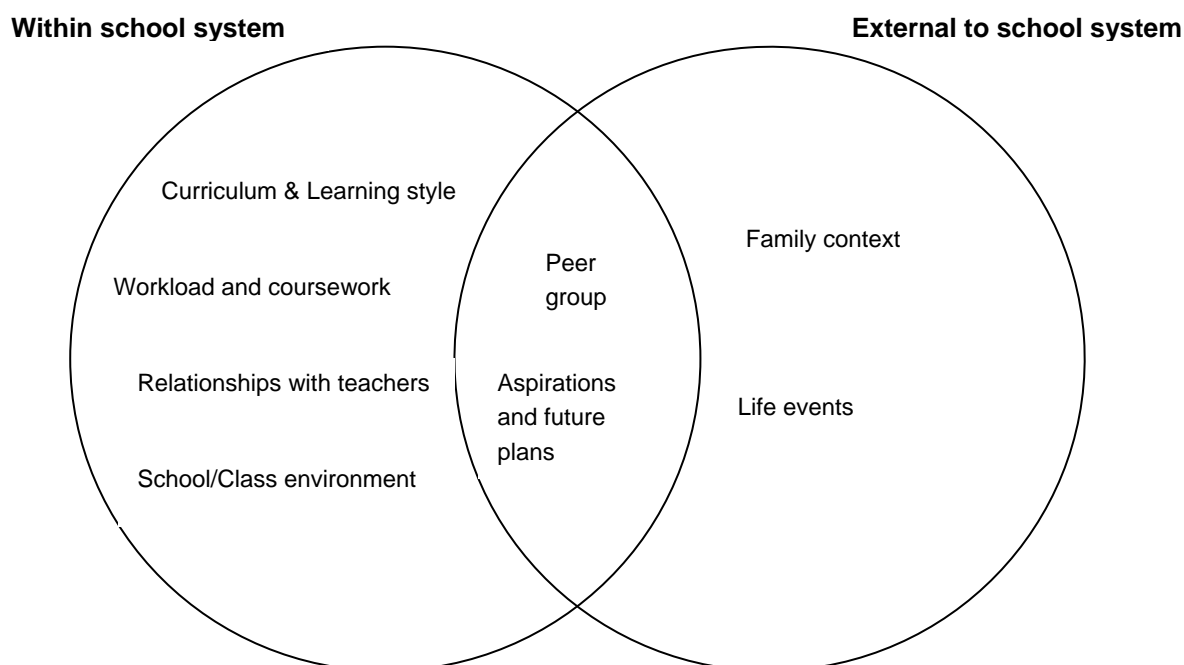 Within school system
External to school system
Curriculum & Learning style
Workload and coursework
Relationships with teachers
School/Class environment
Peer
group
Aspirations
and future
plans
Family context
Life events